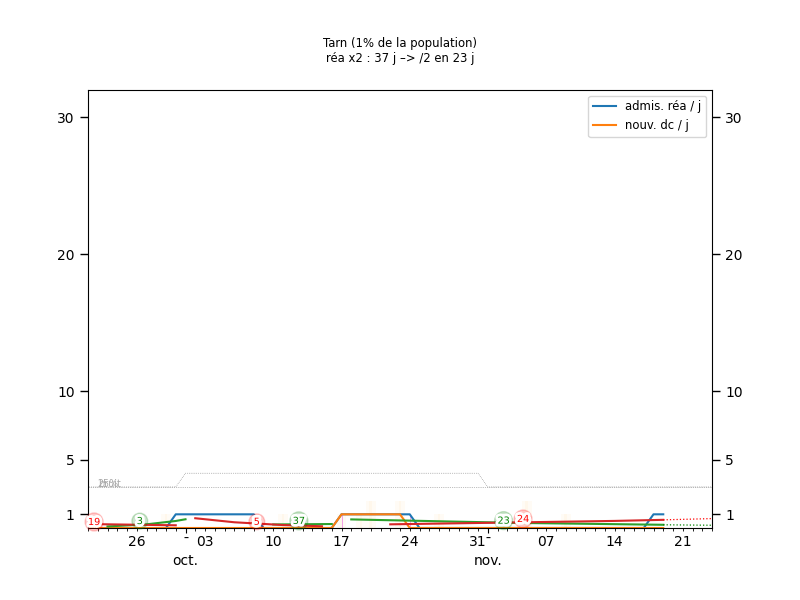 Tarn (1% de la population)
réa x2 : 37 j –> /2 en 23 j
admis. réa / j
nouv. dc / j
30 30
20 20
10 10
5 5
1 1
19 3 5 37 23 24
26 - 03 10 17 24 31- 07 14 21
oct. nov.